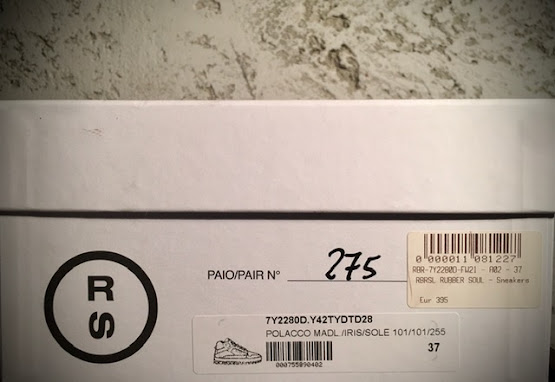 R
S
PAIO/PAIR N° 275
0 000011 081227
RBR-7Y2280D-FW21 - A02 - 37
RBRSL RUBBER SOUL - Sneakers
Eur 395
7Y2280D.Y42TYDTD28
POLACCO MADL /IRIS/SOLE 101/101/255
000755890402
37